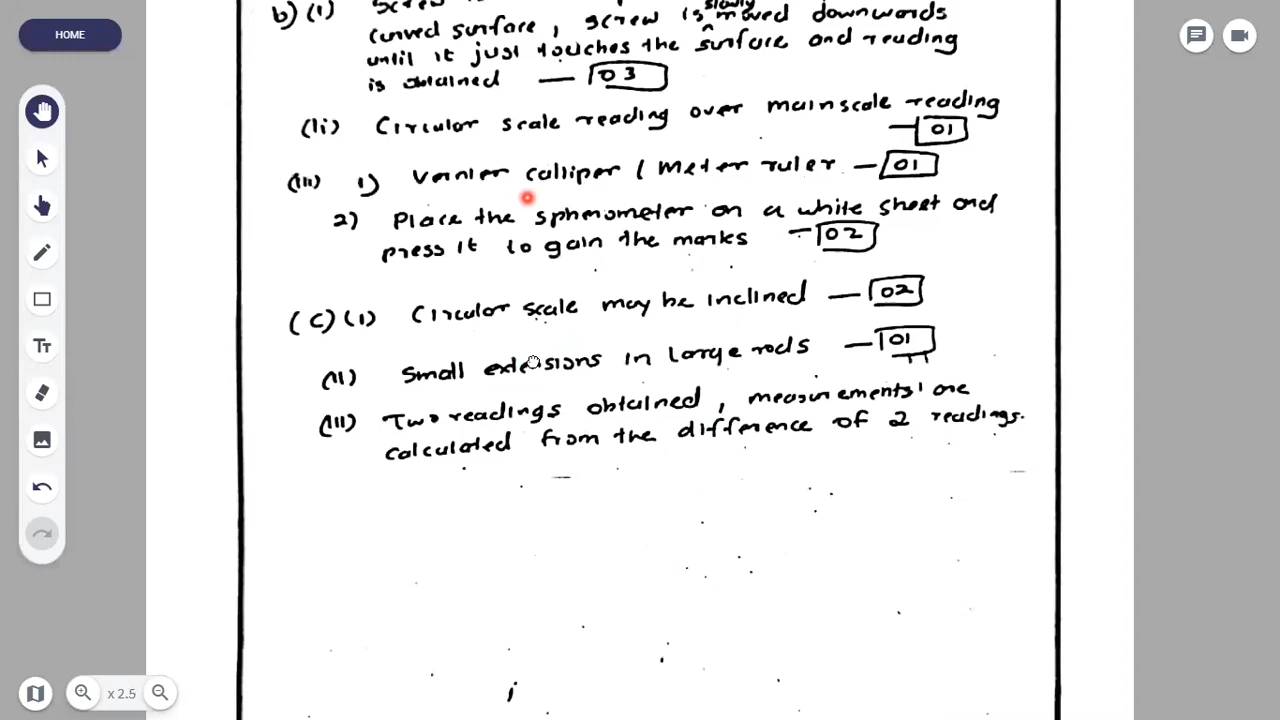 HOME
b) (i)
curved surface, screw is slowly moved downwards
until it just touches the surface and reading
is obtained — 03
(ii) Circular scale reading over mainscale reading
— 01
(iii) 1) Vernier calliper / Meter ruler — 01
2) Place the spherometer on a white sheet and
press it to gain the marks — 02
(c) (i) Circular scale may be inclined — 02
(ii) Small extensions in large rods — 01
(iii) Two readings obtained, measurements are
calculated from the difference of 2 readings.
Tt
x 2.5